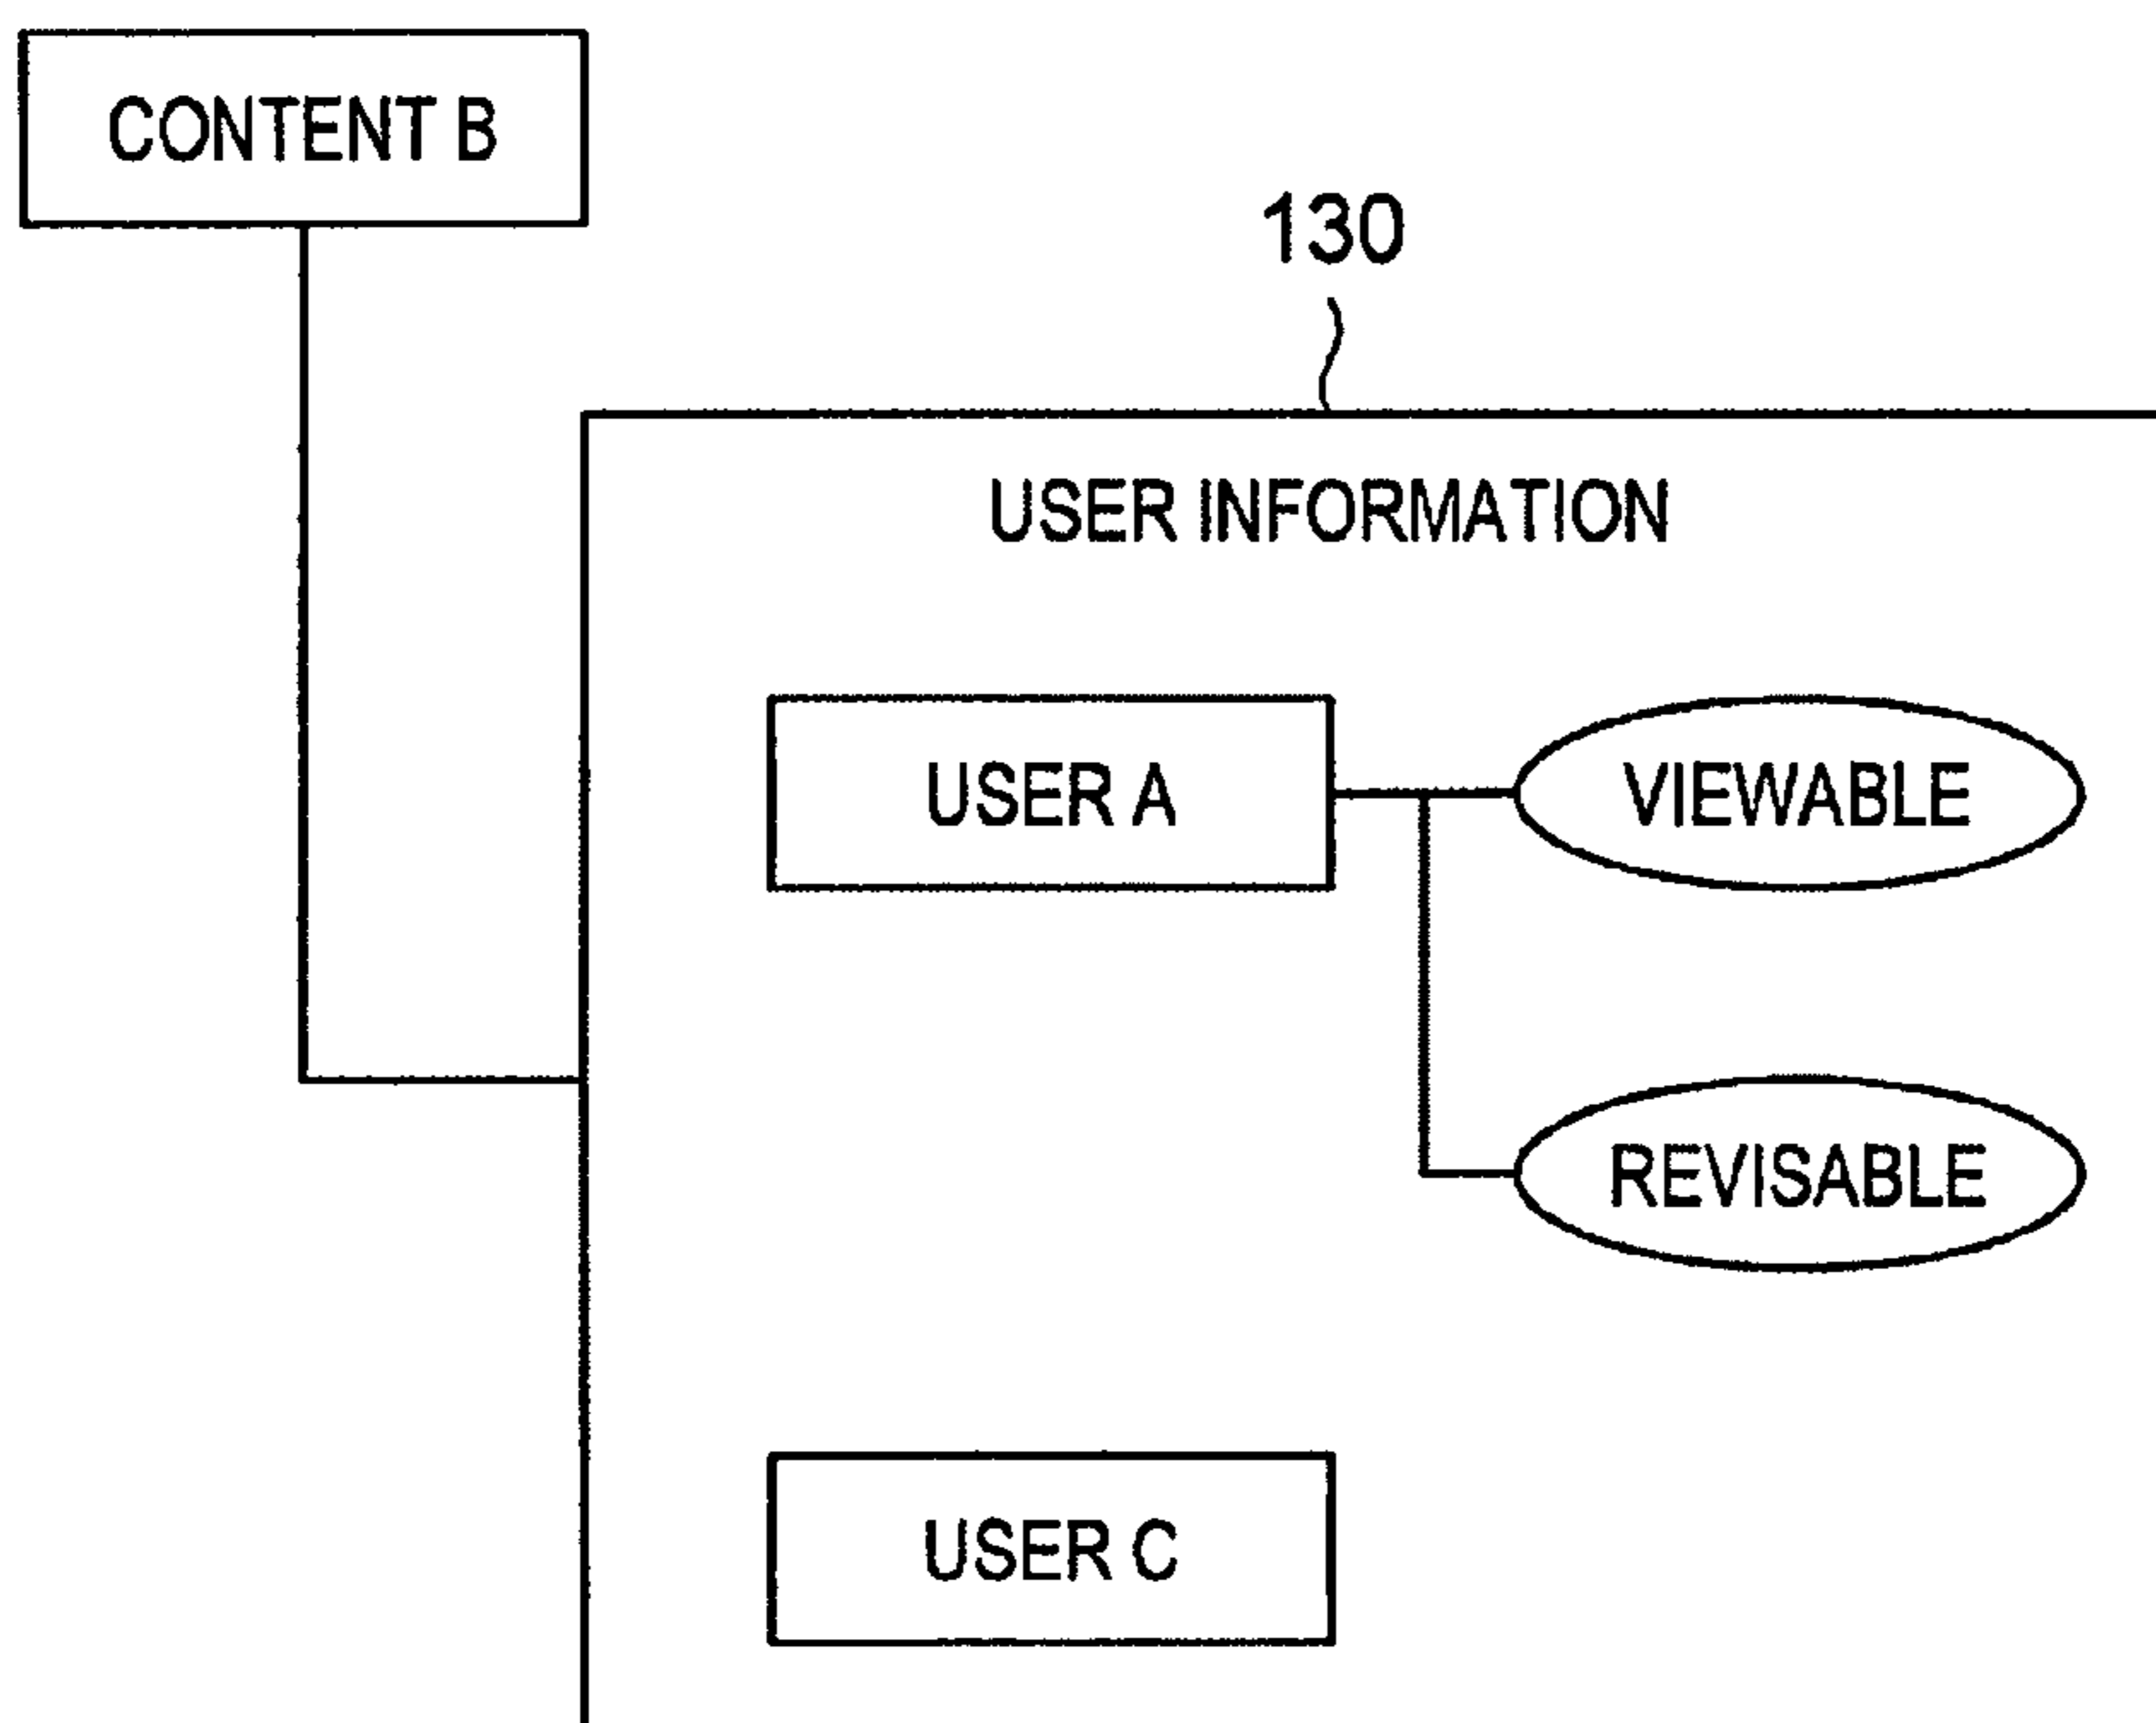 CONTENT B
130
USER INFORMATION
USER A
VIEWABLE
REVISABLE
USER C